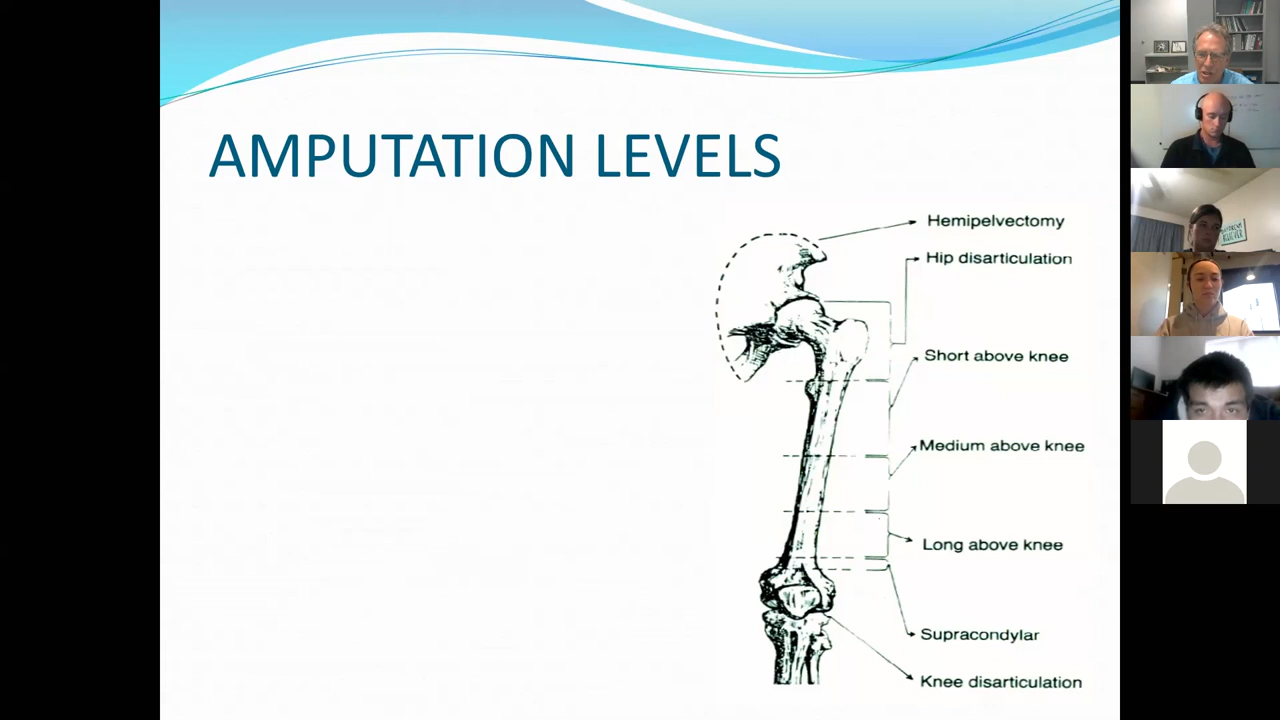 AMPUTATION LEVELS
Hemipelvectomy
Hip disarticulation
Short above knee
Medium above knee
Long above knee
Supracondylar
Knee disarticulation